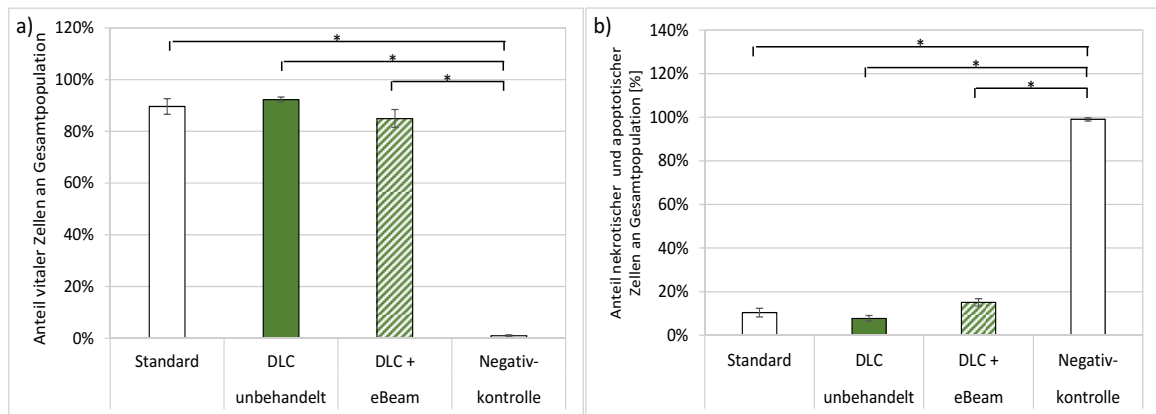 a)
Anteil vitaler Zellen an Gesamtpopulation
120%
100%
80%
60%
40%
20%
0%
*
*
*
Standard
DLC
unbehandelt
DLC +
eBeam
Negativ-
kontrolle
b)
Anteil nekrotischer und apoptotischer
Zellen an Gesamtpopulation [%]
140%
120%
100%
80%
60%
40%
20%
0%
*
*
*
Standard
DLC
unbehandelt
DLC +
eBeam
Negativ-
kontrolle